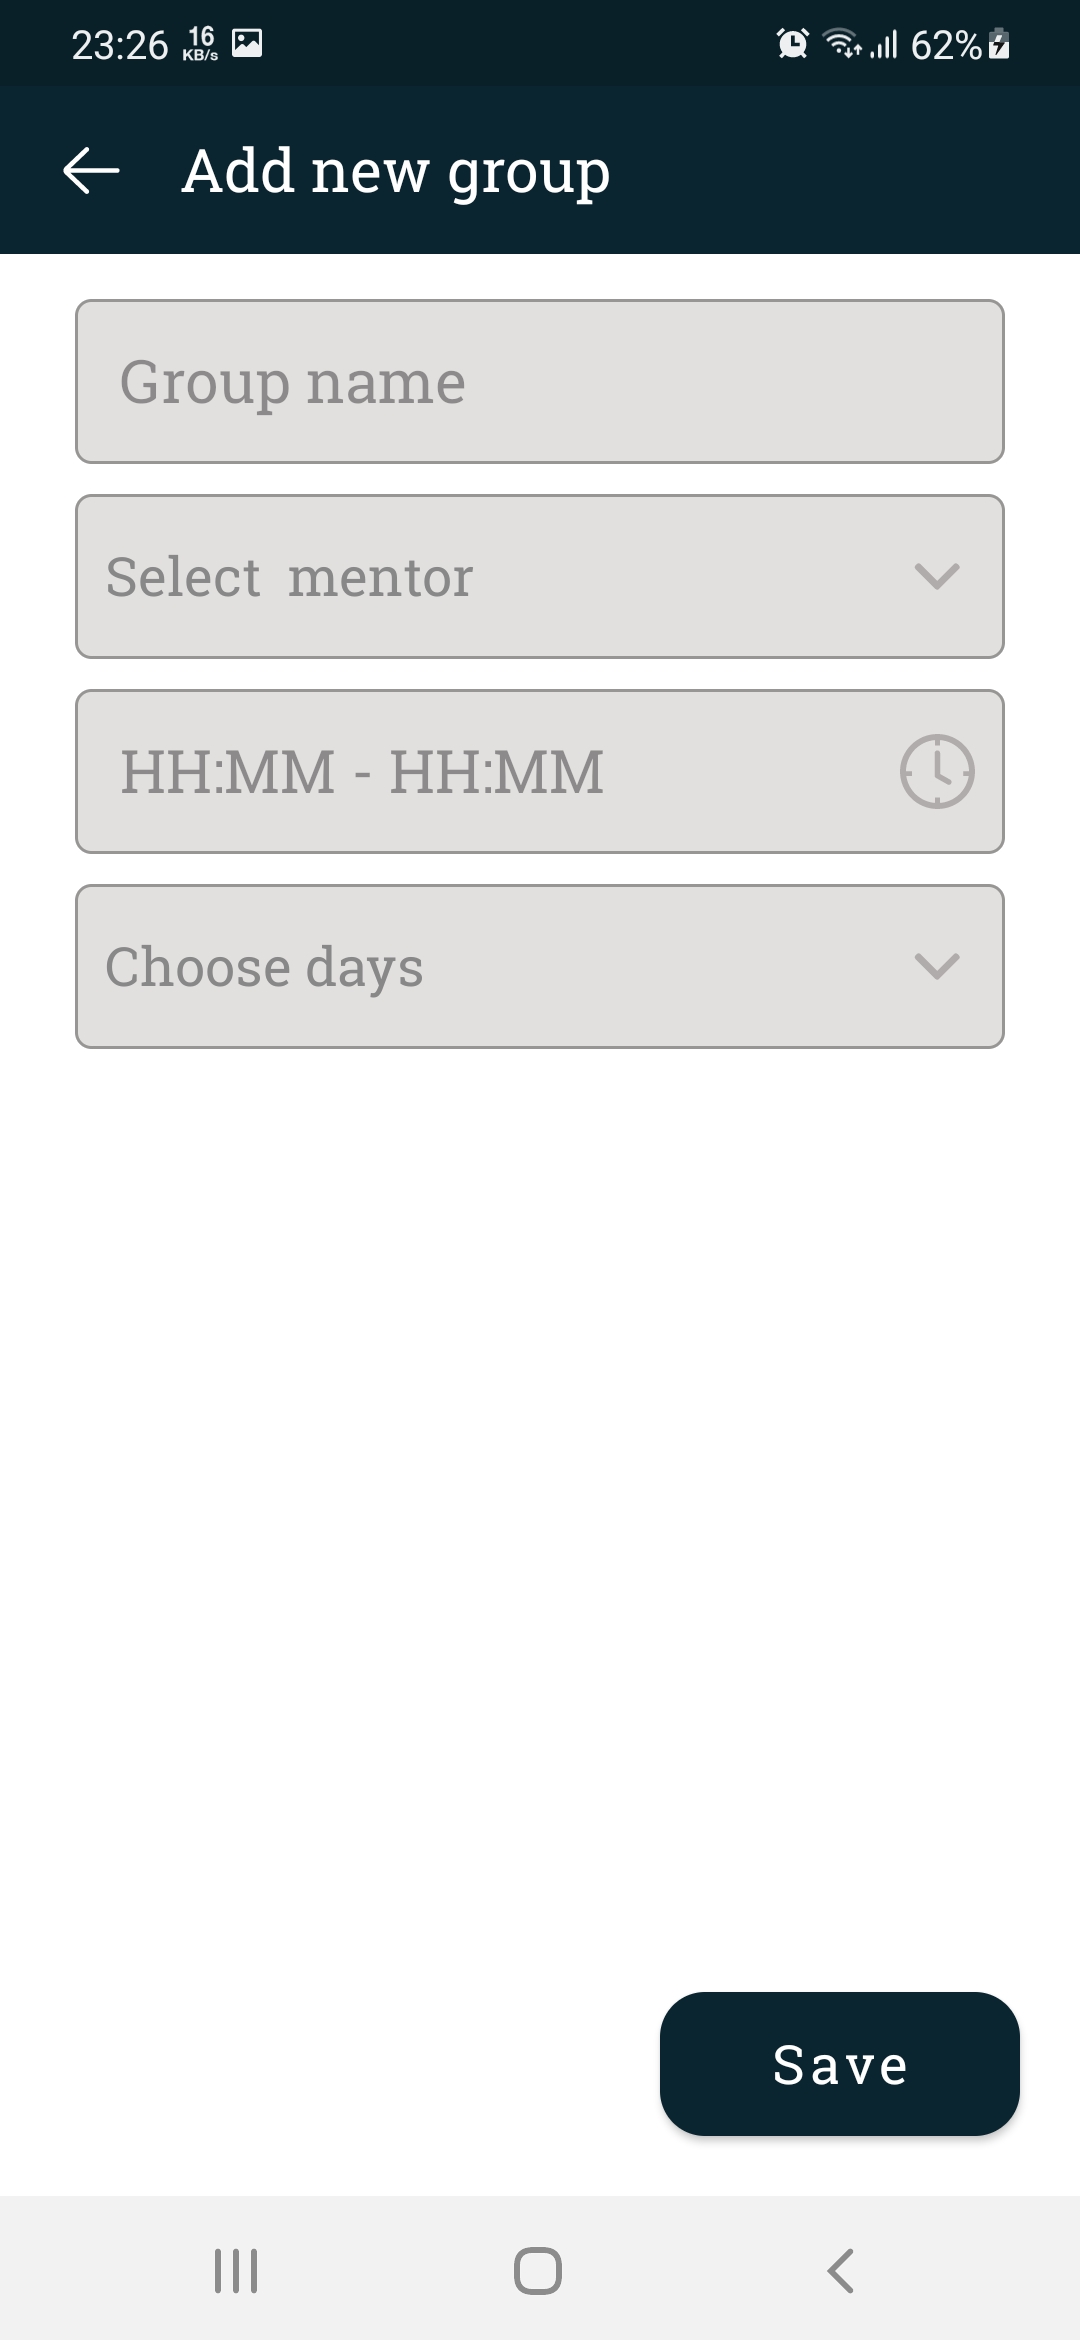 23:26 16 KB/s 62%
Add new group
Group name
Select  mentor
HH:MM - HH:MM
Choose days
Save